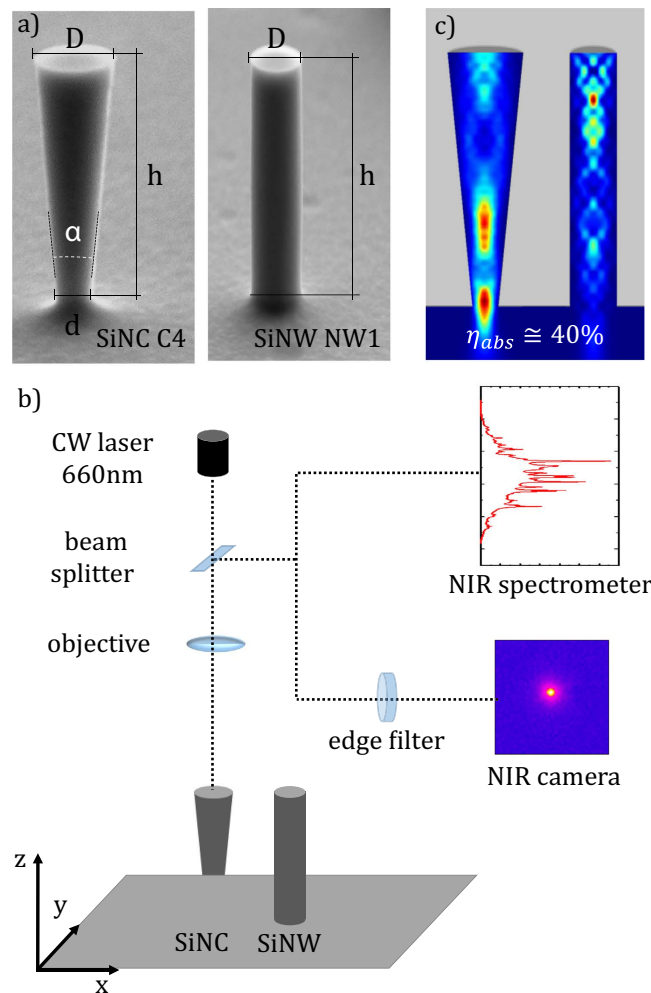 a)
D
h
α
d
SiNC C4
D
h
SiNW NW1
c)
η_abs ≅ 40%
b)
CW laser
660nm
beam
splitter
objective
NIR spectrometer
edge filter
NIR camera
z
y
x
SiNC
SiNW